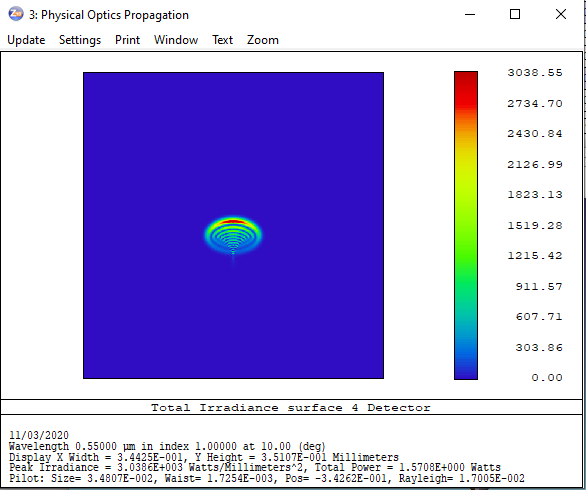 3: Physical Optics Propagation
Update Settings Print Window Text Zoom
3038.55
2734.70
2430.84
2126.99
1823.13
1519.28
1215.42
911.57
607.71
303.86
0.00
Total Irradiance surface 4 Detector
11/03/2020
Wavelength 0.55000 µm in index 1.00000 at 10.00 (deg)
Display X Width = 3.4425E-001, Y Height = 3.5107E-001 Millimeters
Peak Irradiance = 3.0386E+003 Watts/Millimeters^2, Total Power = 1.5708E+000 Watts
Pilot: Size= 3.4807E-002, Waist= 1.7254E-003, Pos= -3.4261E-001, Rayleigh= 1.7005E-002